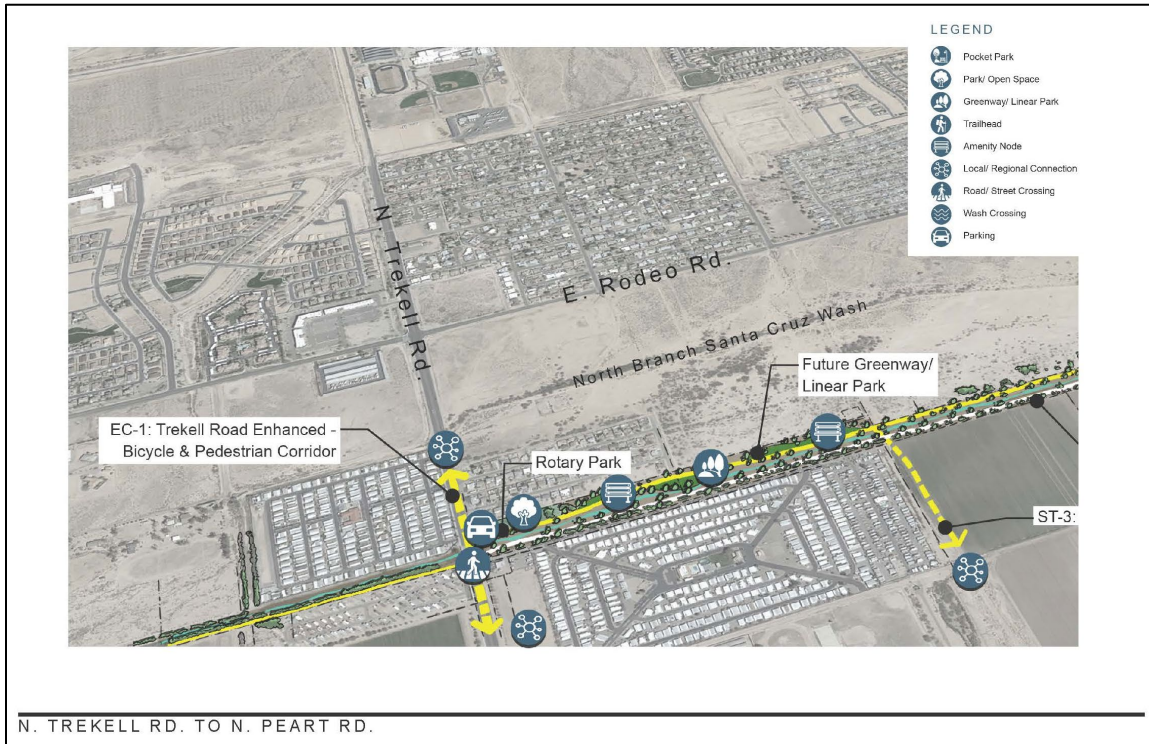 LEGEND
Pocket Park
Park/ Open Space
Greenway/ Linear Park
Trailhead
Amenity Node
Local/ Regional Connection
Road/ Street Crossing
Wash Crossing
Parking
N Trekell Rd.
E. Rodeo Rd.
North Branch Santa Cruz Wash
Future Greenway/
Linear Park
EC-1: Trekell Road Enhanced -
Bicycle & Pedestrian Corridor
Rotary Park
ST-3:
N. TREKELL RD. TO N. PEART RD.